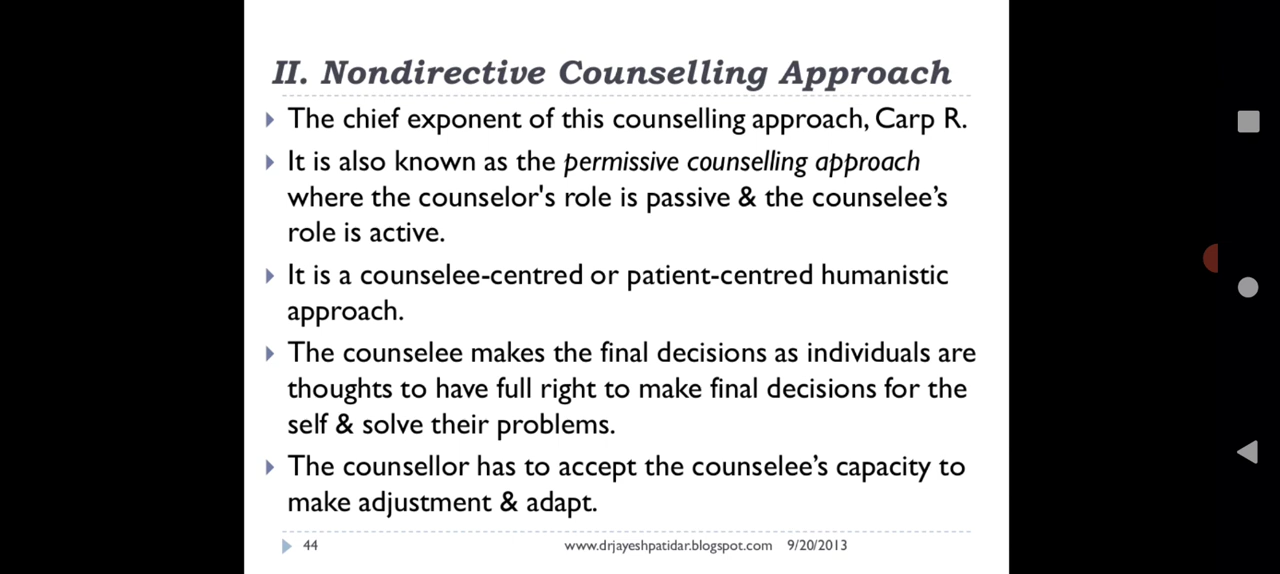 II. Nondirective Counselling Approach
The chief exponent of this counselling approach, Carp R.
It is also known as the permissive counselling approach
where the counselor's role is passive & the counselee’s
role is active.
It is a counselee-centred or patient-centred humanistic
approach.
The counselee makes the final decisions as individuals are
thoughts to have full right to make final decisions for the
self & solve their problems.
The counsellor has to accept the counselee’s capacity to
make adjustment & adapt.
44 www.drjayeshpatidar.blogspot.com 9/20/2013